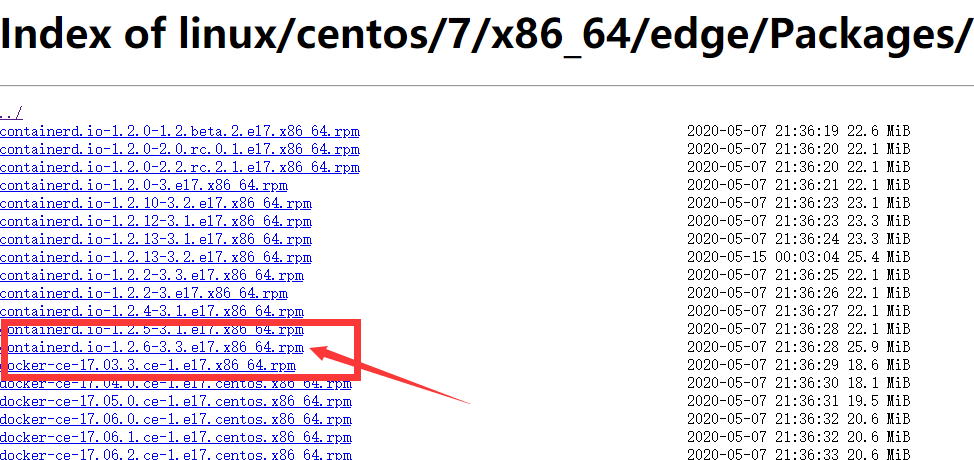 Index of linux/centos/7/x86_64/edge/Packages/
../
containerd.io-1.2.0-1.2.beta.2.el7.x86_64.rpm 2020-05-07 21:36:19 22.6 MiB
containerd.io-1.2.0-2.0.rc.0.1.el7.x86_64.rpm 2020-05-07 21:36:20 22.1 MiB
containerd.io-1.2.0-2.2.rc.2.1.el7.x86_64.rpm 2020-05-07 21:36:20 22.1 MiB
containerd.io-1.2.0-3.el7.x86_64.rpm 2020-05-07 21:36:21 22.1 MiB
containerd.io-1.2.10-3.2.el7.x86_64.rpm 2020-05-07 21:36:23 23.1 MiB
containerd.io-1.2.12-3.1.el7.x86_64.rpm 2020-05-07 21:36:23 23.3 MiB
containerd.io-1.2.13-3.1.el7.x86_64.rpm 2020-05-07 21:36:24 23.3 MiB
containerd.io-1.2.13-3.2.el7.x86_64.rpm 2020-05-15 00:03:04 25.4 MiB
containerd.io-1.2.2-3.3.el7.x86_64.rpm 2020-05-07 21:36:25 22.1 MiB
containerd.io-1.2.2-3.el7.x86_64.rpm 2020-05-07 21:36:26 22.1 MiB
containerd.io-1.2.4-3.1.el7.x86_64.rpm 2020-05-07 21:36:27 22.1 MiB
containerd.io-1.2.5-3.1.el7.x86_64.rpm 2020-05-07 21:36:28 22.1 MiB
containerd.io-1.2.6-3.3.el7.x86_64.rpm 2020-05-07 21:36:28 25.9 MiB
docker-ce-17.03.3.ce-1.el7.x86_64.rpm 2020-05-07 21:36:29 18.6 MiB
docker-ce-17.04.0.ce-1.el7.centos.x86_64.rpm 2020-05-07 21:36:30 18.1 MiB
docker-ce-17.05.0.ce-1.el7.centos.x86_64.rpm 2020-05-07 21:36:31 19.5 MiB
docker-ce-17.06.0.ce-1.el7.centos.x86_64.rpm 2020-05-07 21:36:32 20.6 MiB
docker-ce-17.06.1.ce-1.el7.centos.x86_64.rpm 2020-05-07 21:36:32 20.6 MiB
docker-ce-17.06.2.ce-1.el7.centos.x86_64.rpm 2020-05-07 21:36:33 20.6 MiB